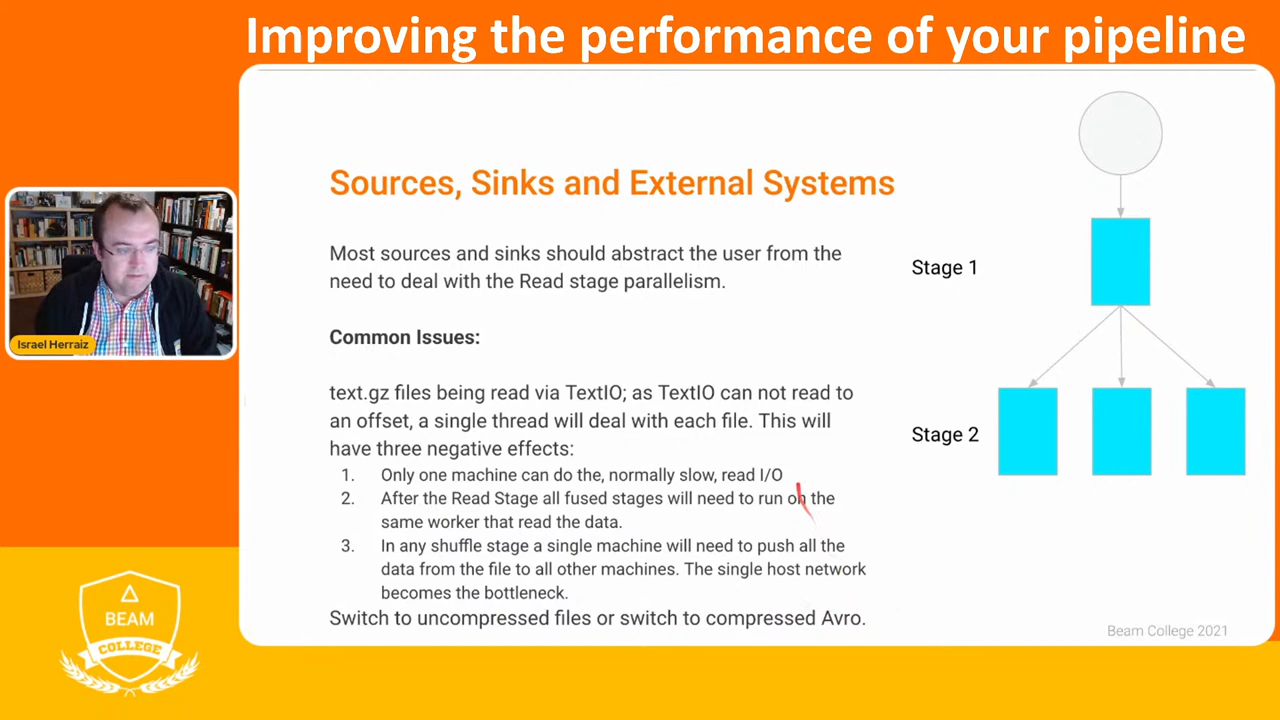 Improving the performance of your pipeline
Sources, Sinks and External Systems
Most sources and sinks should abstract the user from the
need to deal with the Read stage parallelism.
Common Issues:
text.gz files being read via TextIO; as TextIO can not read to
an offset, a single thread will deal with each file. This will
have three negative effects:
1. Only one machine can do the, normally slow, read I/O
2. After the Read Stage all fused stages will need to run on the
same worker that read the data.
3. In any shuffle stage a single machine will need to push all the
data from the file to all other machines. The single host network
becomes the bottleneck.
Switch to uncompressed files or switch to compressed Avro.
Stage 1
Stage 2
Beam College 2021
Israel Herraiz
BEAM
COLLEGE